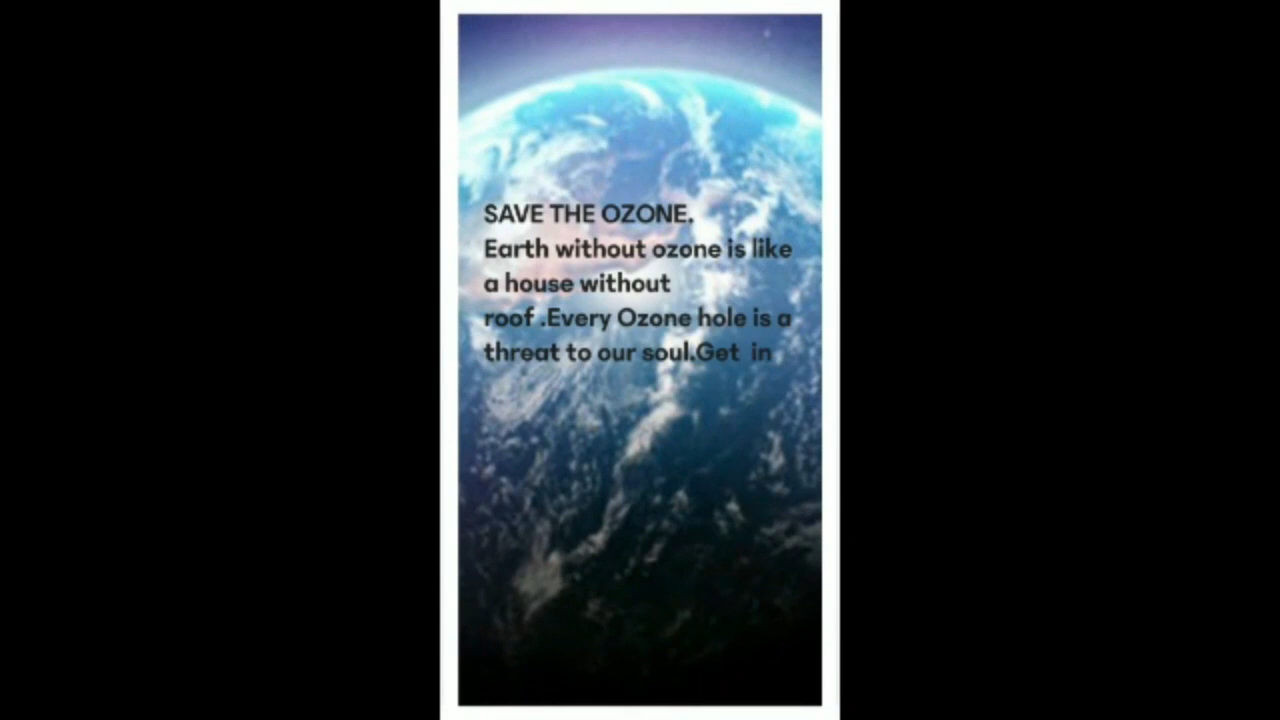 SAVE THE OZONE.
Earth without ozone is like
a house without
roof .Every Ozone hole is a
threat to our soul.Get  in